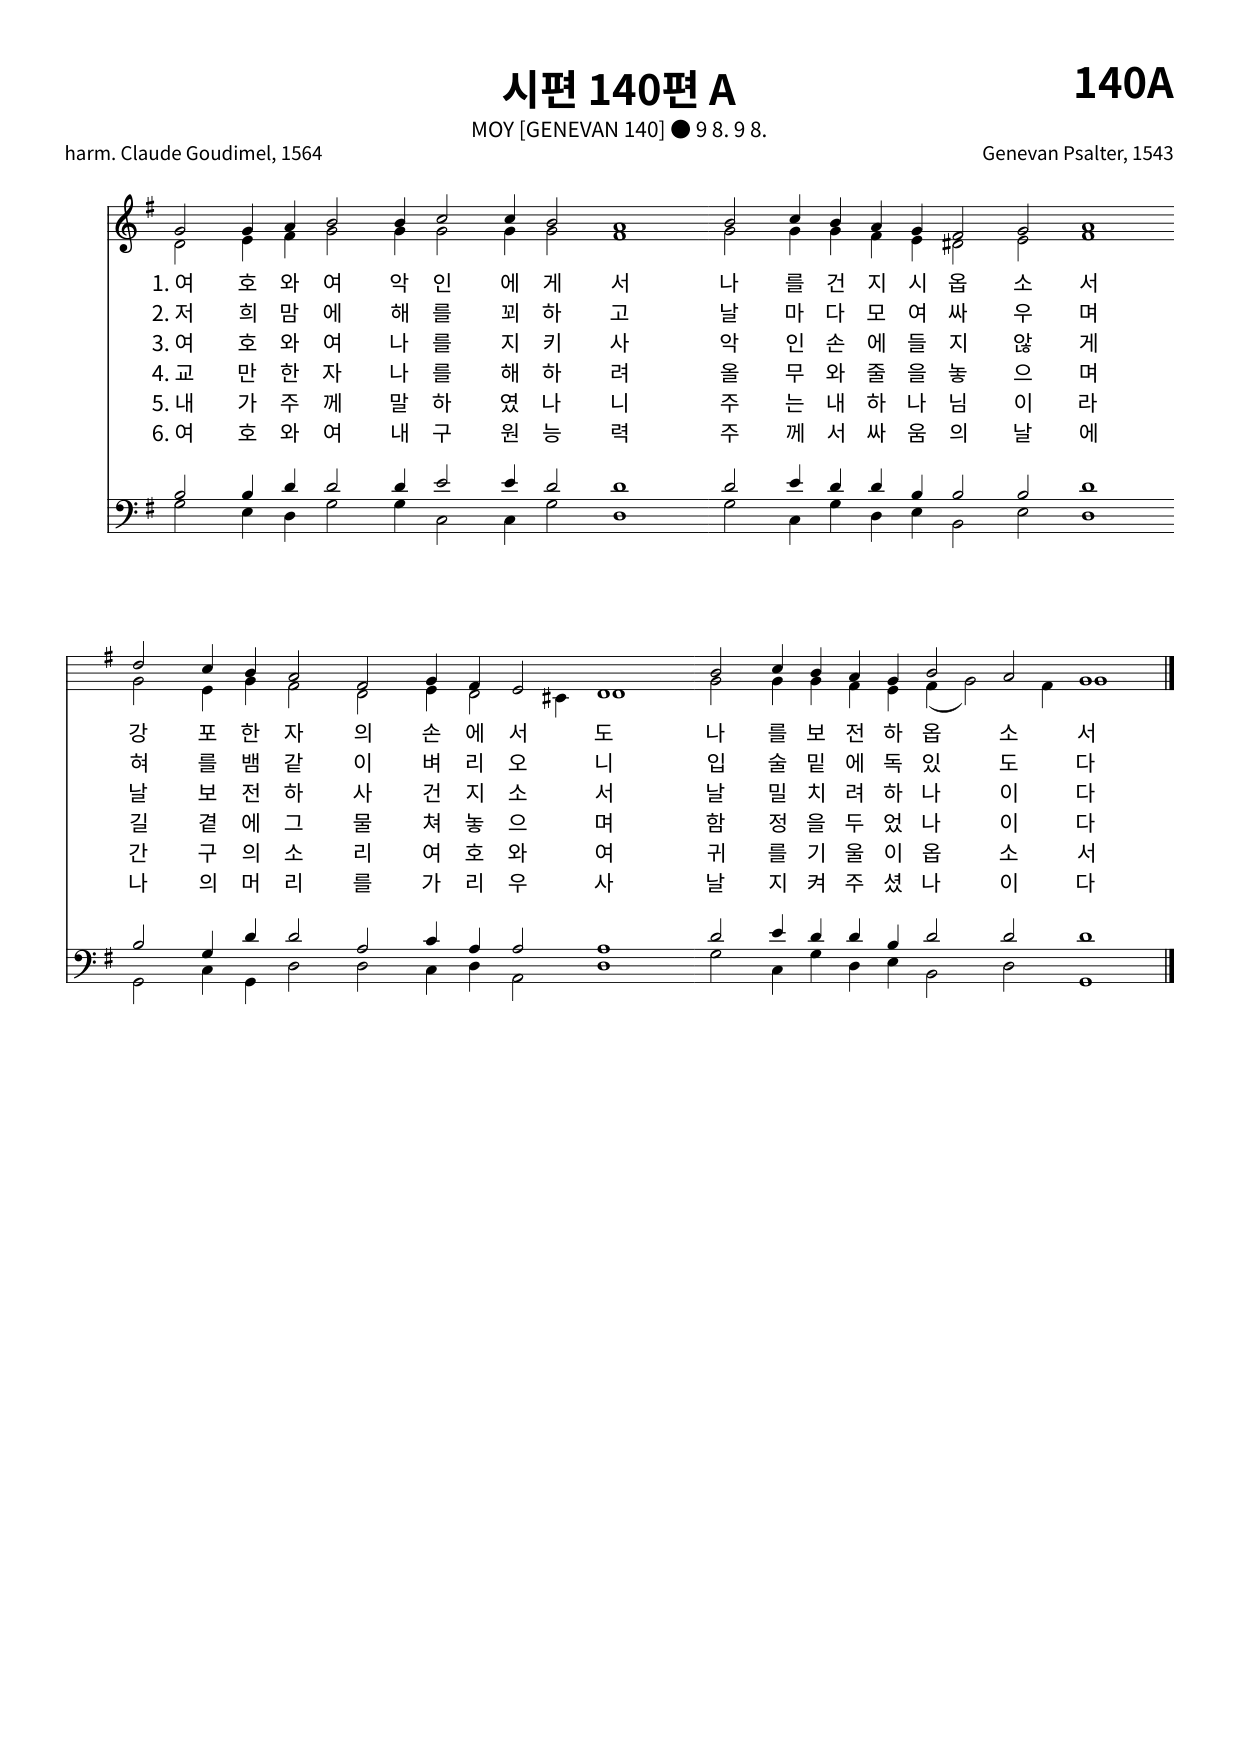 140A
시편 140편 A
MOY [GENEVAN 140] ● 9 8. 9 8.
harm. Claude Goudimel, 1564
Genevan Psalter, 1543
1. 여 호 와 여 악 인 에 게 서 나 를 건 지 시 옵 소 서
2. 저 희 맘 에 해 를 꾀 하 고 날 마 다 모 여 싸 우 며
3. 여 호 와 여 나 를 지 키 사 악 인 손 에 들 지 않 게
4. 교 만 한 자 나 를 해 하 려 올 무 와 줄 을 놓 으 며
5. 내 가 주 께 말 하 였 나 니 주 는 내 하 나 님 이 라
6. 여 호 와 여 내 구 원 능 력 주 께 서 싸 움 의 날 에
강 포 한 자 의 손 에 서 도 나 를 보 전 하 옵 소 서
혀 를 뱀 같 이 벼 리 오 니 입 술 밑 에 독 있 도 다
날 보 전 하 사 건 지 소 서 날 밀 치 려 하 나 이 다
길 곁 에 그 물 쳐 놓 으 며 함 정 을 두 었 나 이 다
간 구 의 소 리 여 호 와 여 귀 를 기 울 이 옵 소 서
나 의 머 리 를 가 리 우 사 날 지 켜 주 셨 나 이 다